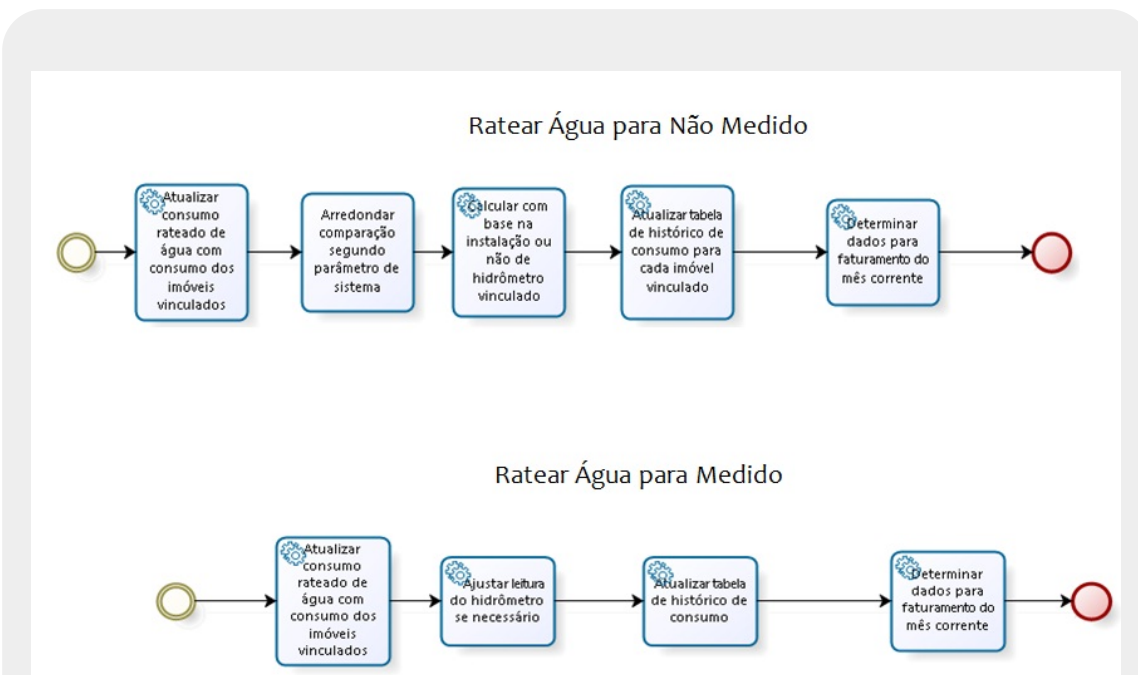 Ratear Água para Não Medido
Atualizar
consumo
rateado de
água com
consumo dos
imóveis
vinculados
Arredondar
comparação
segundo
parâmetro de
sistema
Calcular com
base na
instalação ou
não de
hidrômetro
vinculado
Atualizar tabela
de histórico de
consumo para
cada imóvel
vinculado
Determinar
dados para
faturamento do
mês corrente
Ratear Água para Medido
Atualizar
consumo
rateado de
água com
consumo dos
imóveis
vinculados
Ajustar leitura
do hidrômetro
se necessário
Atualizar tabela
de histórico de
consumo
Determinar
dados para
faturamento do
mês corrente